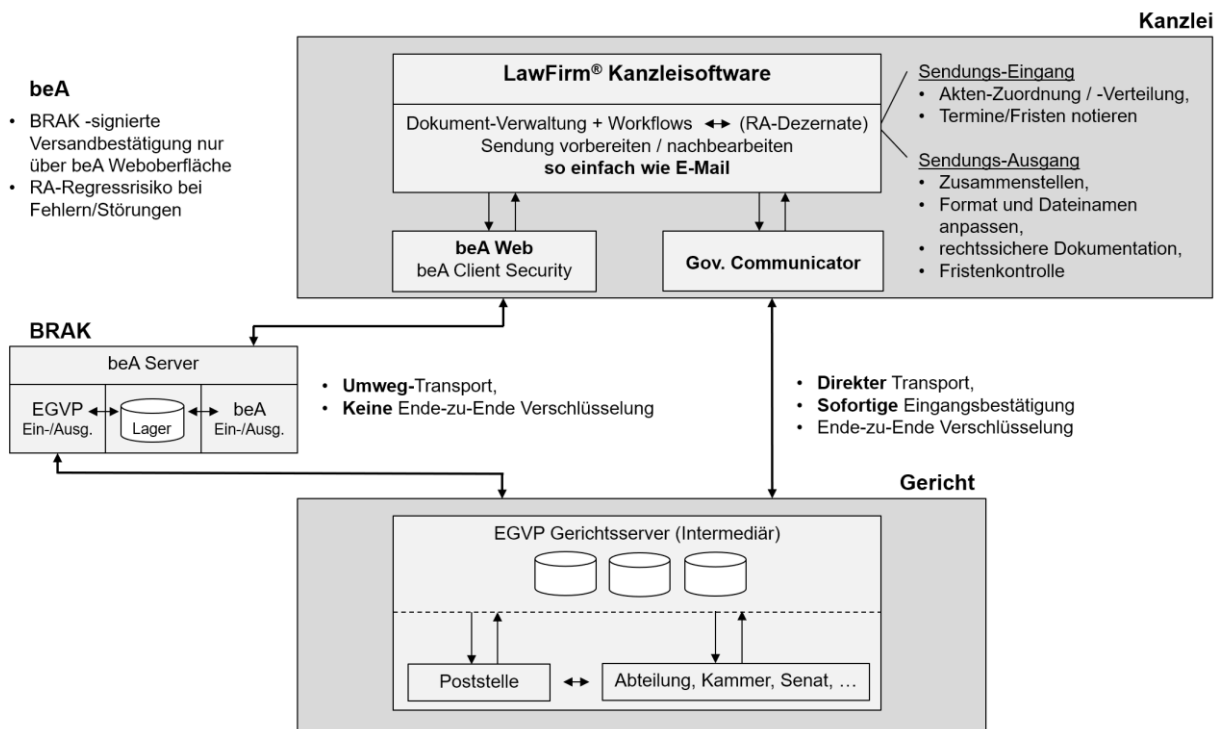 Kanzlei
LawFirm® Kanzleisoftware
Dokument-Verwaltung + Workflows ↔ (RA-Dezernate)
Sendung vorbereiten / nachbearbeiten
so einfach wie E-Mail
Sendungs-Eingang
• Akten-Zuordnung / -Verteilung,
• Termine/Fristen notieren
Sendungs-Ausgang
• Zusammenstellen,
• Format und Dateinamen
anpassen,
• rechtssichere Dokumentation,
• Fristenkontrolle
beA
• BRAK -signierte
Versandbestätigung nur
über beA Weboberfläche
• RA-Regressrisiko bei
Fehlern/Störungen
beA Web
beA Client Security
Gov. Communicator
BRAK
beA Server
EGVP
Ein-/Ausg.
Lager
beA
Ein-/Ausg.
• Umweg-Transport,
• Keine Ende-zu-Ende Verschlüsselung
• Direkter Transport,
• Sofortige Eingangsbestätigung
• Ende-zu-Ende Verschlüsselung
Gericht
EGVP Gerichtsserver (Intermediär)
Poststelle
Abteilung, Kammer, Senat, …